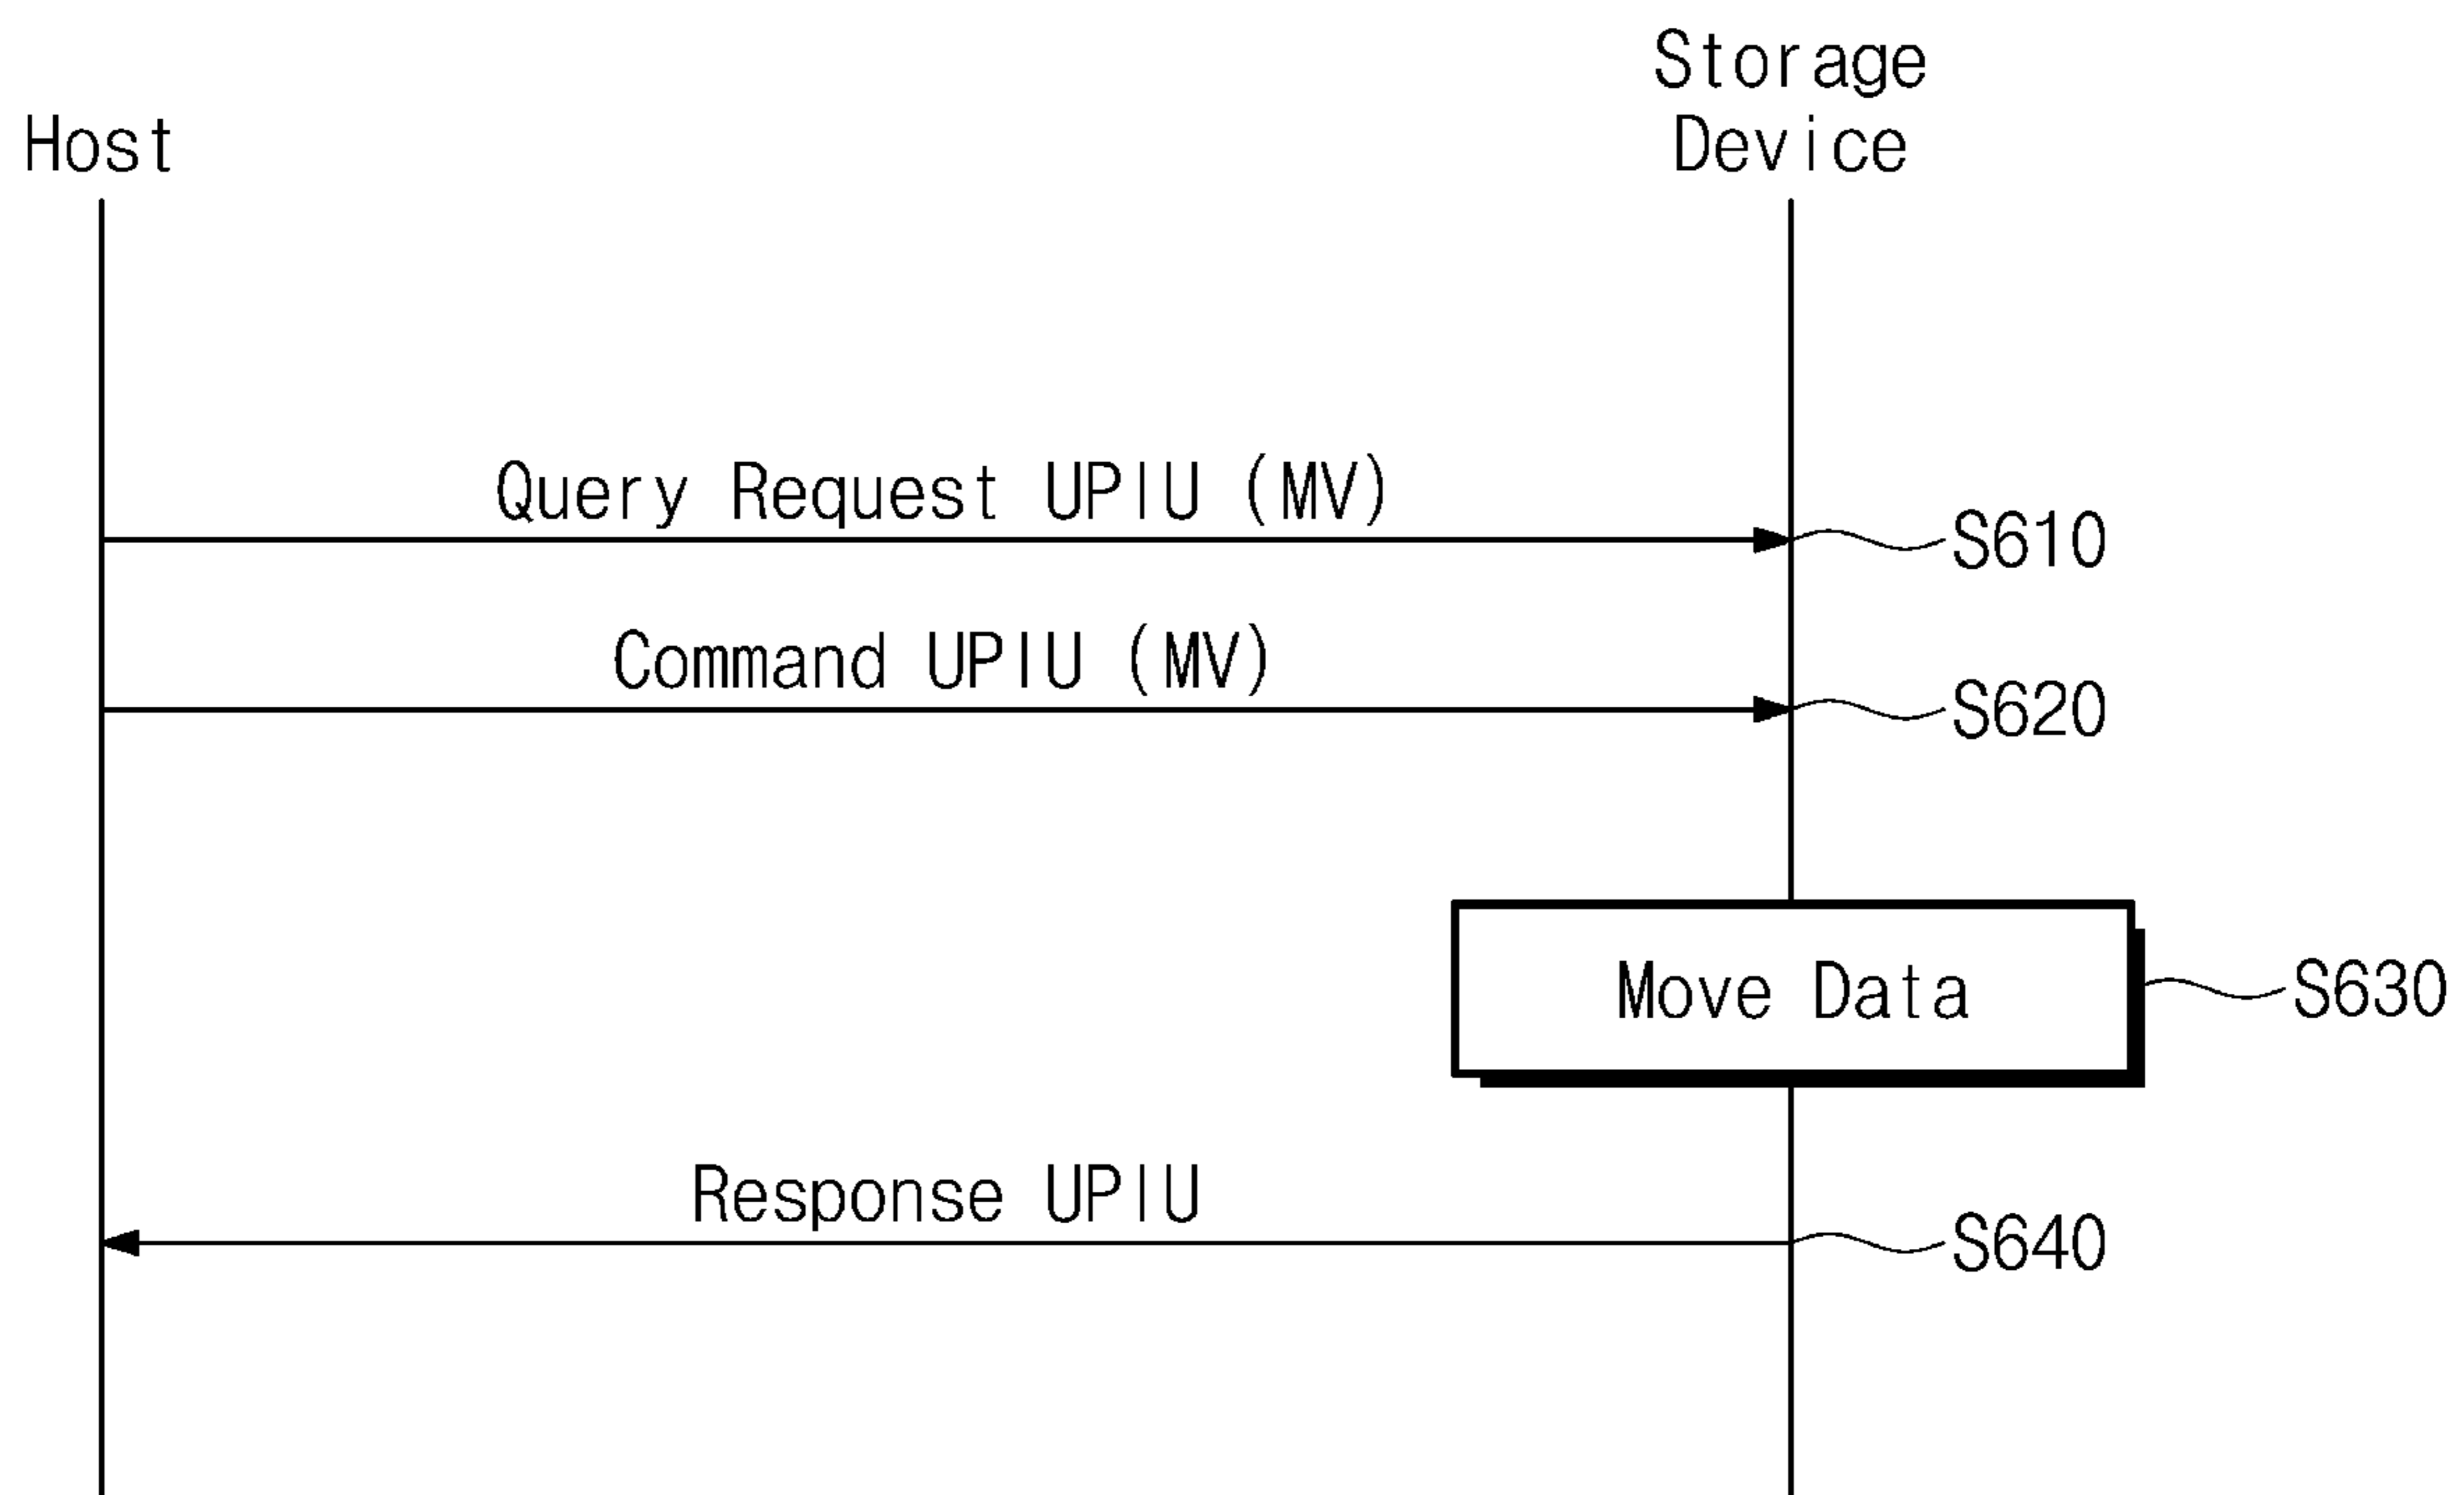 Storage
Device
Host
Query Request UPIU (MV)
S610
Command UPIU (MV)
S620
Move Data
S630
Response UPIU
S640